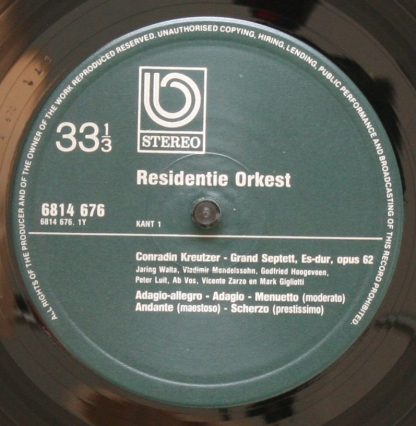 ALL RIGHTS OF THE PRODUCER AND OF THE OWNER OF THE WORK REPRODUCED RESERVED. UNAUTHORISED COPYING, HIRING, LENDING, PUBLIC PERFORMANCE AND BROADCASTING OF THIS RECORD PROHIBITED.
33 1/3
STEREO
Residentie Orkest
6814 676
6814 676. 1Y
KANT 1
Conradin Kreutzer - Grand Septett, Es-dur, opus 62
Jaring Walta, Vladimir Mendelssohn, Godfried Hoogeveen,
Peter Luit, Ab Vos, Vicente Zarzo en Mark Gigliotti
Adagio-allegro - Adagio - Menuetto (moderato)
Andante (maestoso) - Scherzo (prestissimo)